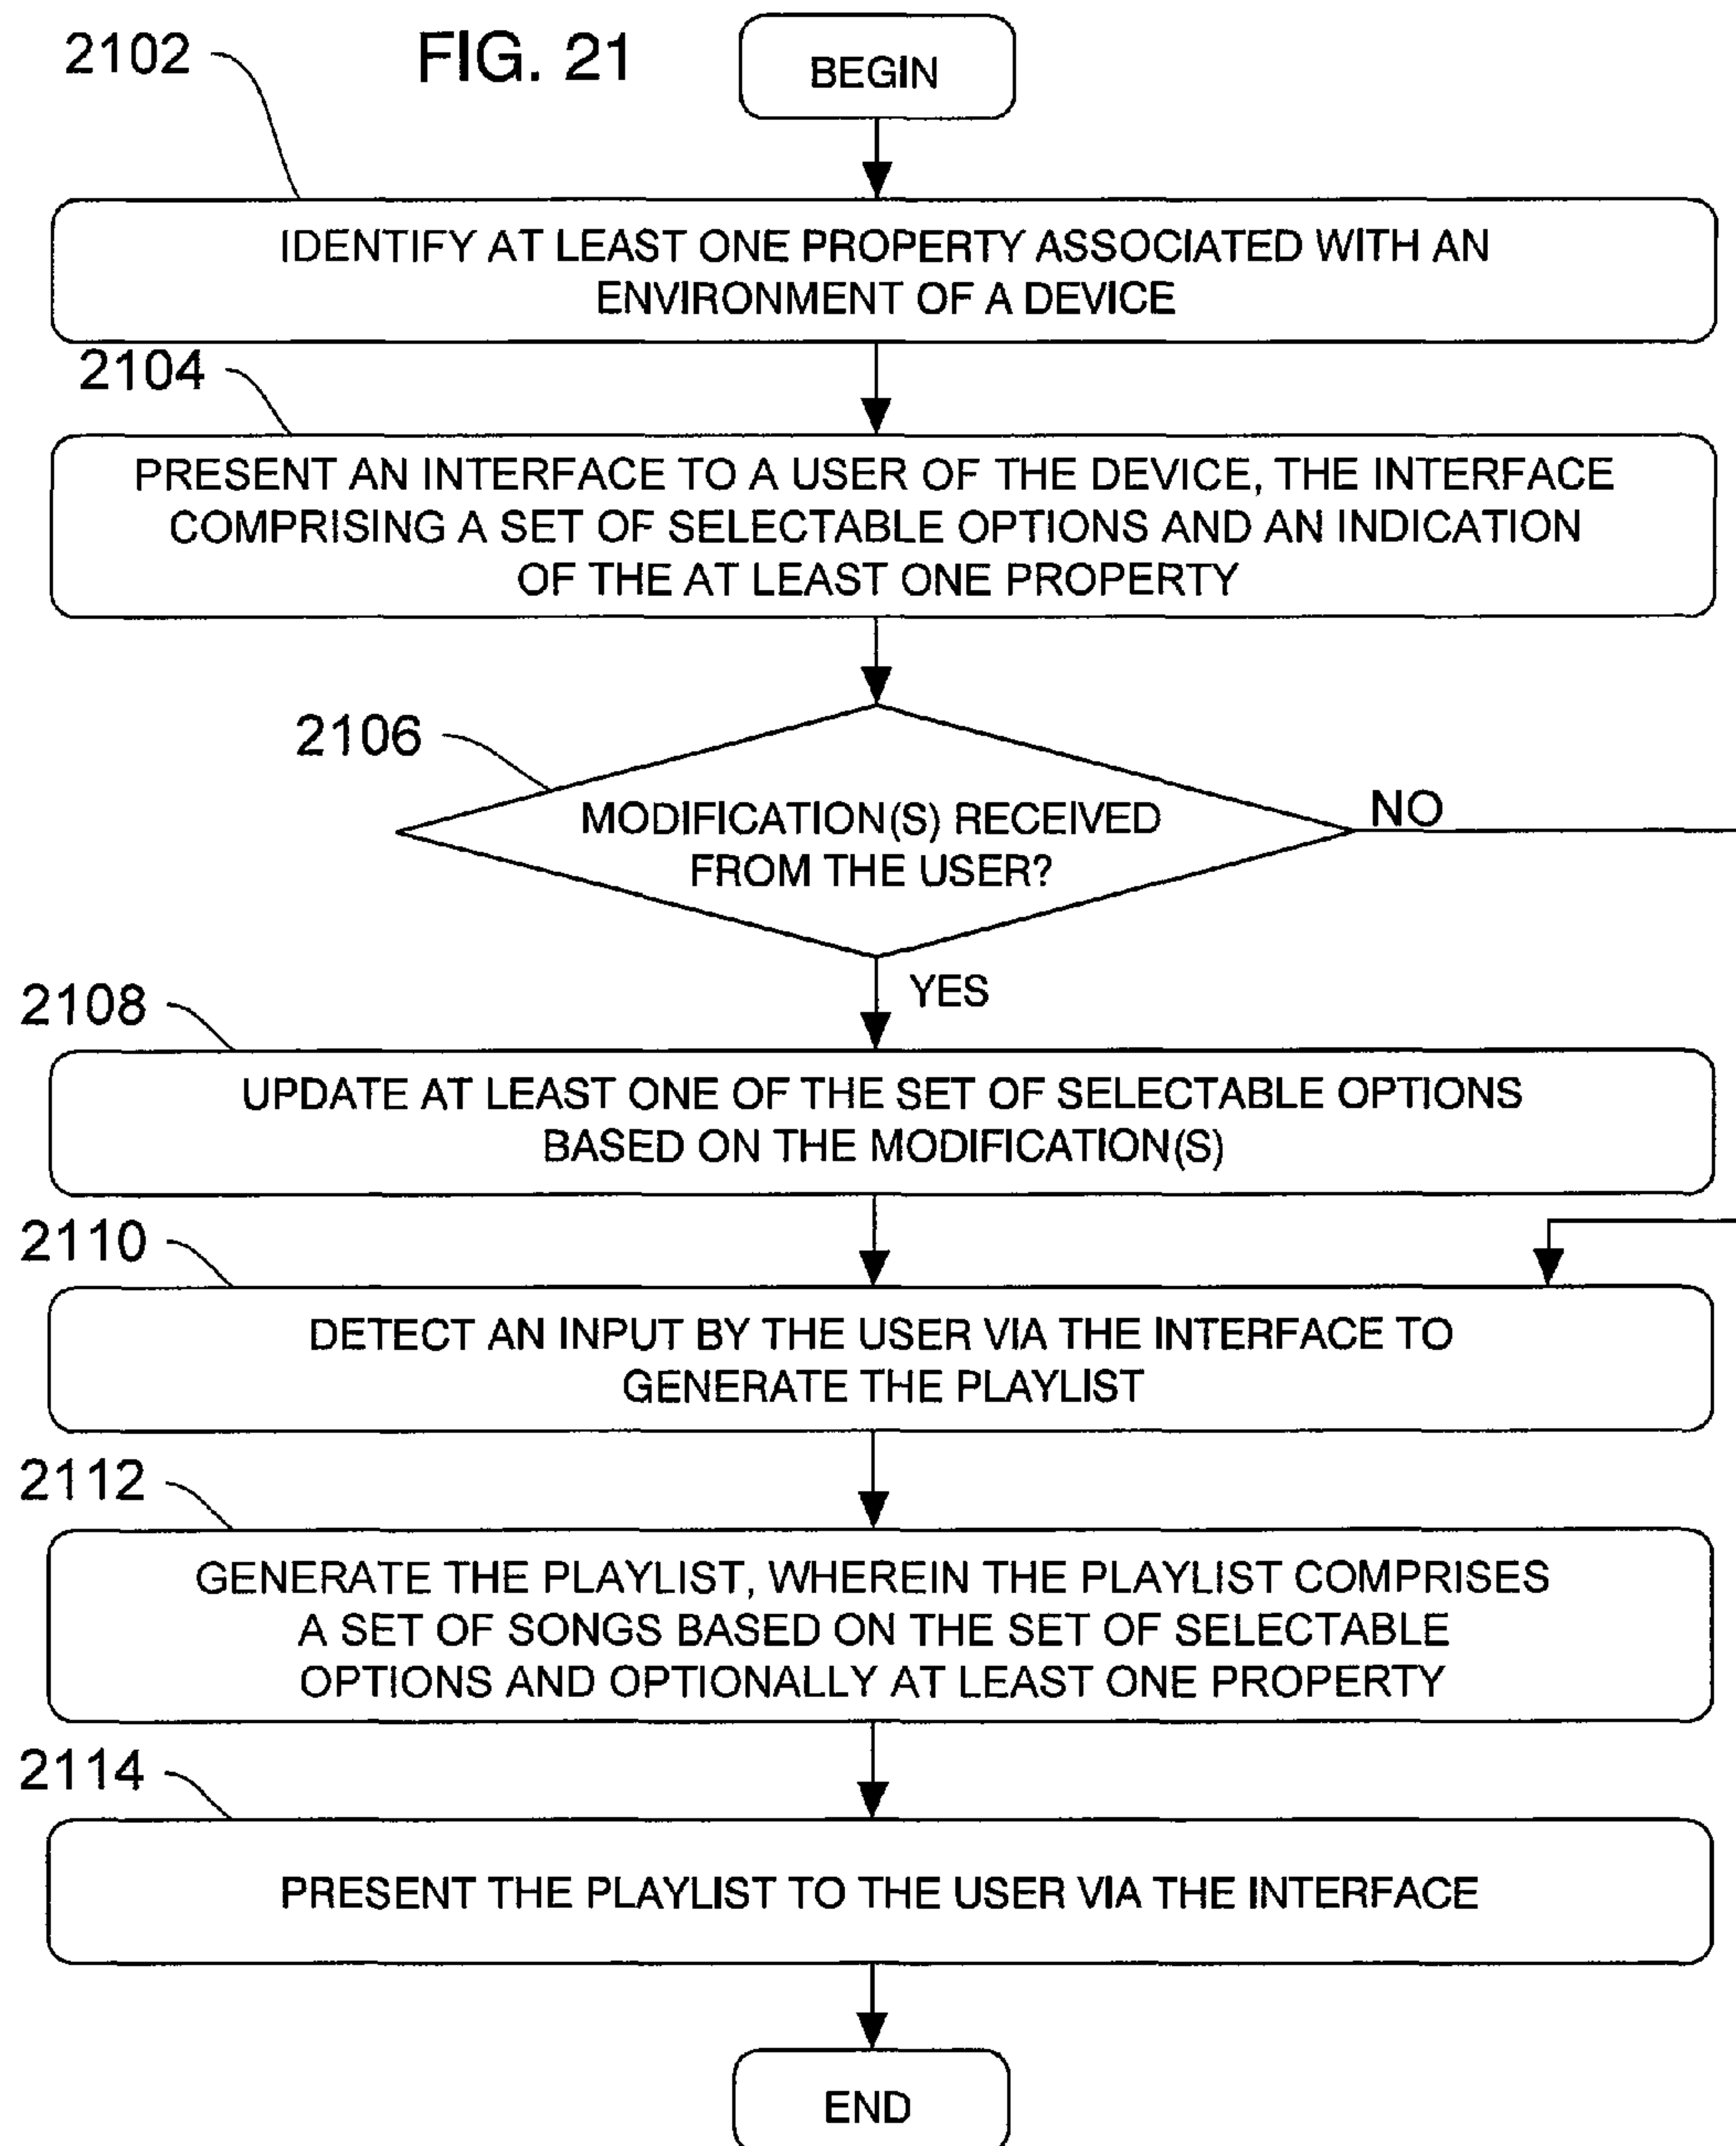 2102
FIG. 21
BEGIN
IDENTIFY AT LEAST ONE PROPERTY ASSOCIATED WITH AN
ENVIRONMENT OF A DEVICE
2104
PRESENT AN INTERFACE TO A USER OF THE DEVICE, THE INTERFACE
COMPRISING A SET OF SELECTABLE OPTIONS AND AN INDICATION
OF THE AT LEAST ONE PROPERTY
2106
MODIFICATION(S) RECEIVED
FROM THE USER?
NO
YES
2108
UPDATE AT LEAST ONE OF THE SET OF SELECTABLE OPTIONS
BASED ON THE MODIFICATION(S)
2110
DETECT AN INPUT BY THE USER VIA THE INTERFACE TO
GENERATE THE PLAYLIST
2112
GENERATE THE PLAYLIST, WHEREIN THE PLAYLIST COMPRISES
A SET OF SONGS BASED ON THE SET OF SELECTABLE
OPTIONS AND OPTIONALLY AT LEAST ONE PROPERTY
2114
PRESENT THE PLAYLIST TO THE USER VIA THE INTERFACE
END